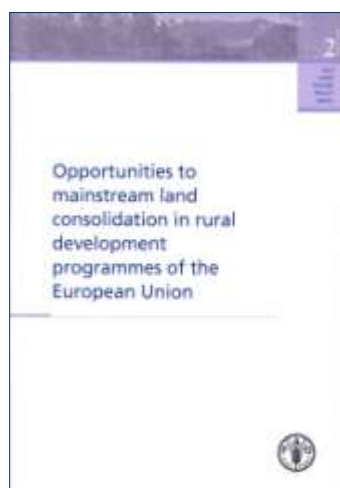 2
Opportunities to
mainstream land
consolidation in rural
development
programmes of the
European Union